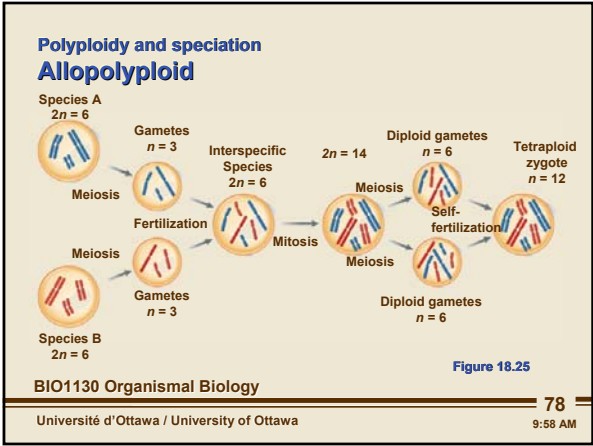 Polyploidy and speciation
Allopolyploid
Species A
2n = 6
Meiosis
Gametes
n = 3
Fertilization
Meiosis
Gametes
n = 3
Species B
2n = 6
Interspecific
Species
2n = 6
Mitosis
2n = 14
Meiosis
Meiosis
Diploid gametes
n = 6
Self-
fertilization
Diploid gametes
n = 6
Tetraploid
zygote
n = 12
Figure 18.25
BIO1130 Organismal Biology
78
Université d'Ottawa / University of Ottawa
9:58 AM